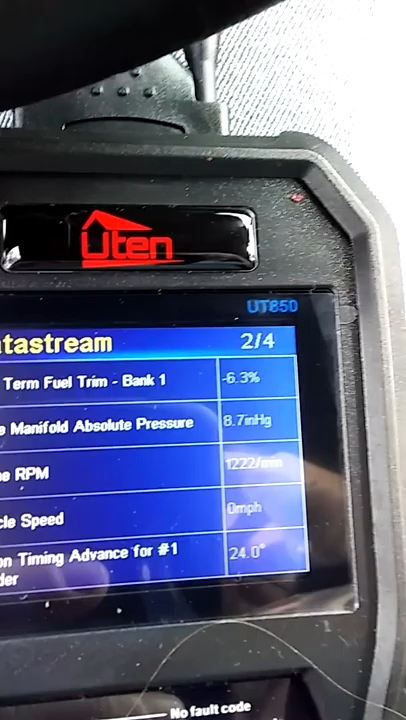 Uten
UT850
tastream 2/4
Term Fuel Trim - Bank 1 -6.3%
e Manifold Absolute Pressure 8.7inHg
e RPM 1222/min
cle Speed 0mph
on Timing Advance for #1
der 24.0°
No fault code